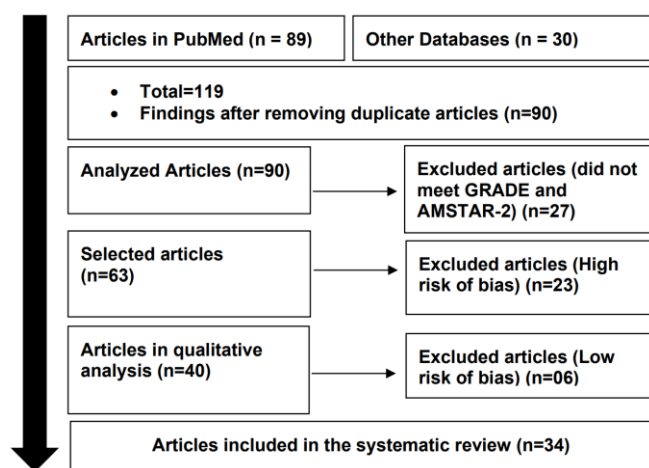 Articles in PubMed (n = 89)
Other Databases (n = 30)
• Total=119
• Findings after removing duplicate articles (n=90)
Analyzed Articles (n=90)
Excluded articles (did
not meet GRADE and
AMSTAR-2) (n=27)
Selected articles
(n=63)
Excluded articles (High
risk of bias) (n=23)
Articles in qualitative
analysis (n=40)
Excluded articles (Low
risk of bias) (n=06)
Articles included in the systematic review (n=34)